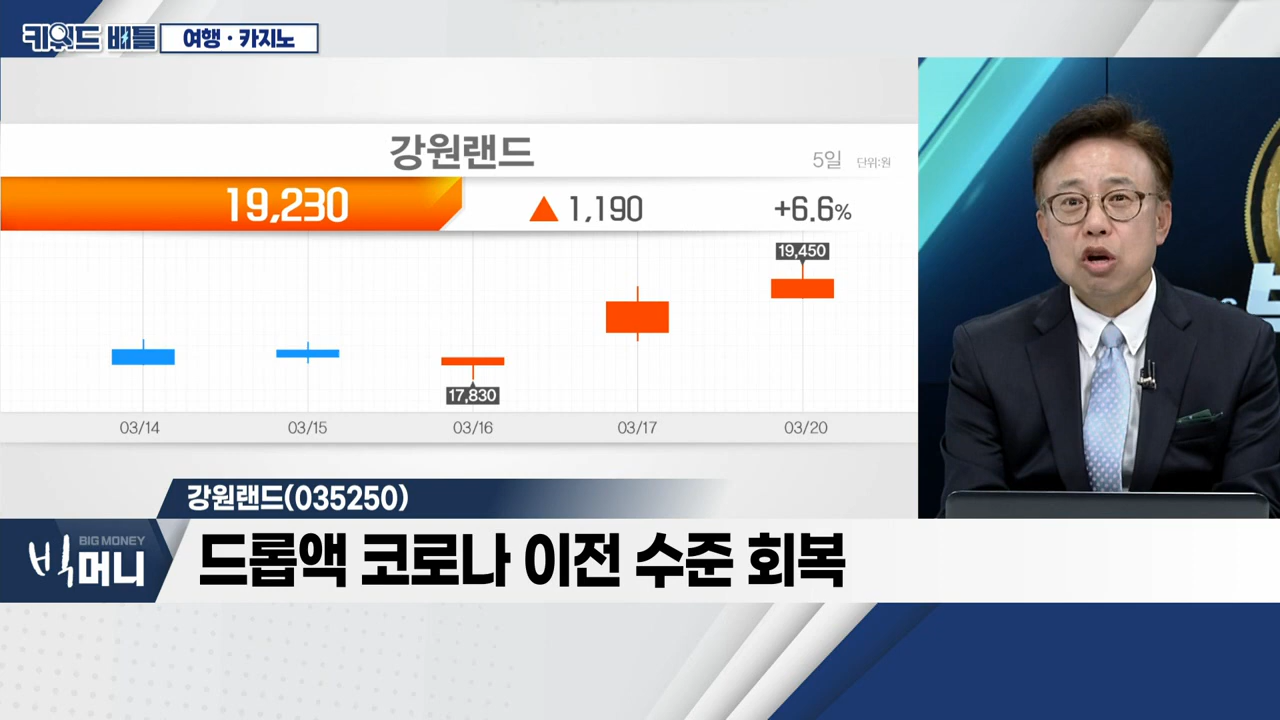 키워드 배틀
여행·카지노
강원랜드
5일 단위:원
19,230 ▲1,190 +6.6%
19,450
17,830
03/14 03/15 03/16 03/17 03/20
강원랜드(035250)
BIG MONEY
빅머니
드롭액 코로나 이전 수준 회복